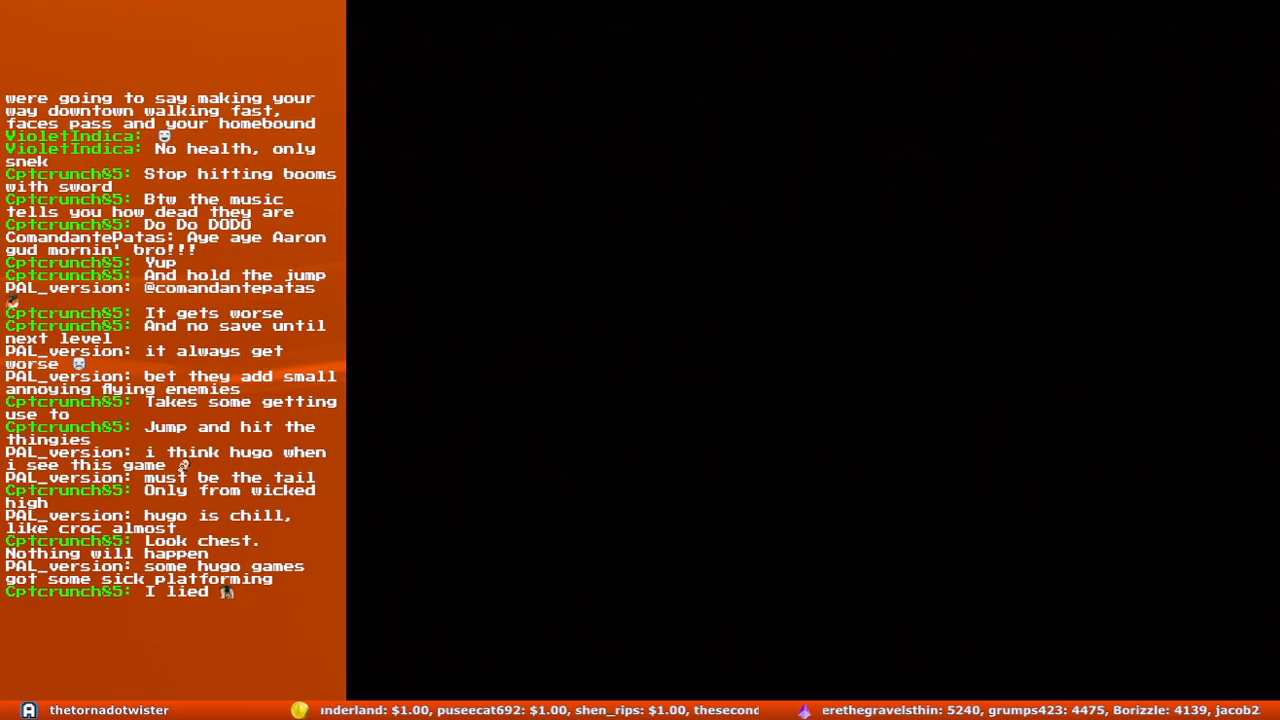 were going to say making your
way downtown walking fast,
faces pass and your homebound
VioletIndica:
VioletIndica: No health, only
snek
Cptcrunch85: Stop hitting booms
with sword
Cptcrunch85: Btw the music
tells you how dead they are
Cptcrunch85: Do Do DODO
ComandantePatas: Aye aye Aaron
gud mornin' bro!!!
Cptcrunch85: Yup
Cptcrunch85: And hold the jump
PAL_version: @comandantepatas
Cptcrunch85: It gets worse
Cptcrunch85: And no save until
next level
PAL_version: it always get
worse
PAL_version: bet they add small
annoying flying enemies
Cptcrunch85: Takes some getting
use to
Cptcrunch85: Jump and hit the
thingies
PAL_version: i think hugo when
i see this game
PAL_version: must be the tail
Cptcrunch85: Only from wicked
high
PAL_version: hugo is chill,
like croc almost
Cptcrunch85: Look chest.
Nothing will happen
PAL_version: some hugo games
got some sick platforming
Cptcrunch85: I lied
A thetornadotwister
nderland: $1.00, puseecat692: $1.00, shen_rips: $1.00, thesecond
erethegravelsthin: 5240, grumps423: 4475, Borizzle: 4139, jacob2